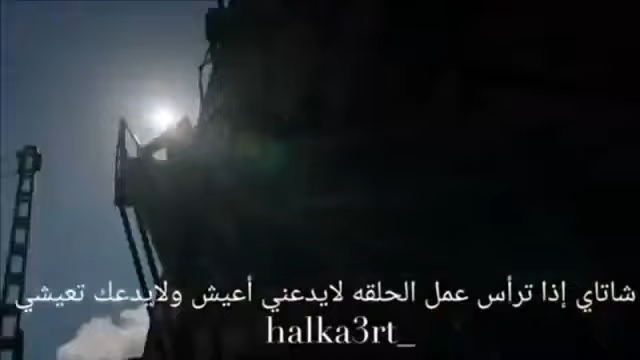 شاتاي إذا ترأس عمل الحلقه لايدعني أعيش ولايدعك تعيشي
halka3rt_